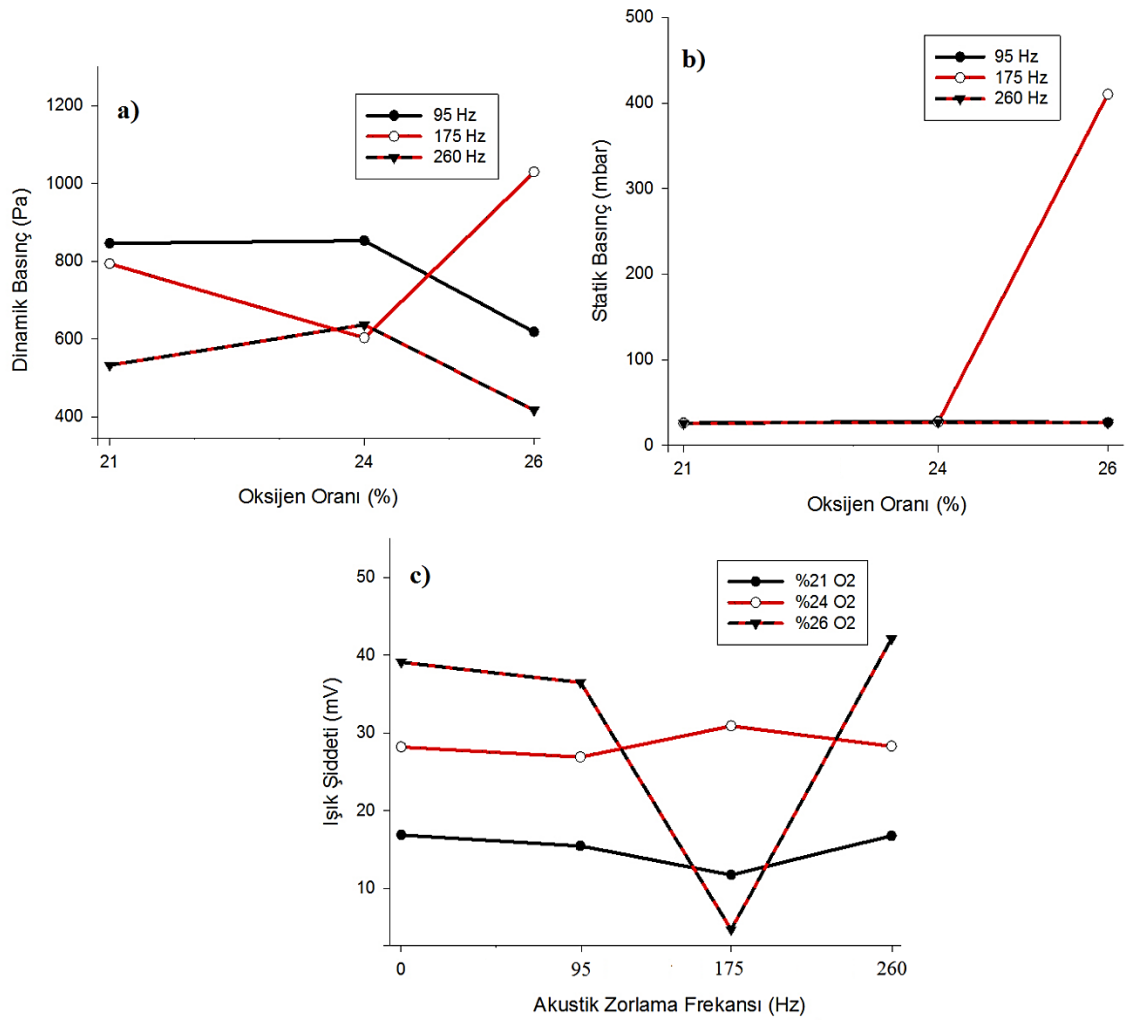 a)
1200
1000
800
600
400
Dinamik Basınç (Pa)
95 Hz
175 Hz
260 Hz
21
24
26
Oksijen Oranı (%)
b)
500
400
300
200
100
0
Statik Basınç (mbar)
95 Hz
175 Hz
260 Hz
21
24
26
Oksijen Oranı (%)
c)
50
40
30
20
10
Işık Şiddeti (mV)
%21 O2
%24 O2
%26 O2
0
95
175
260
Akustik Zorlama Frekansı (Hz)